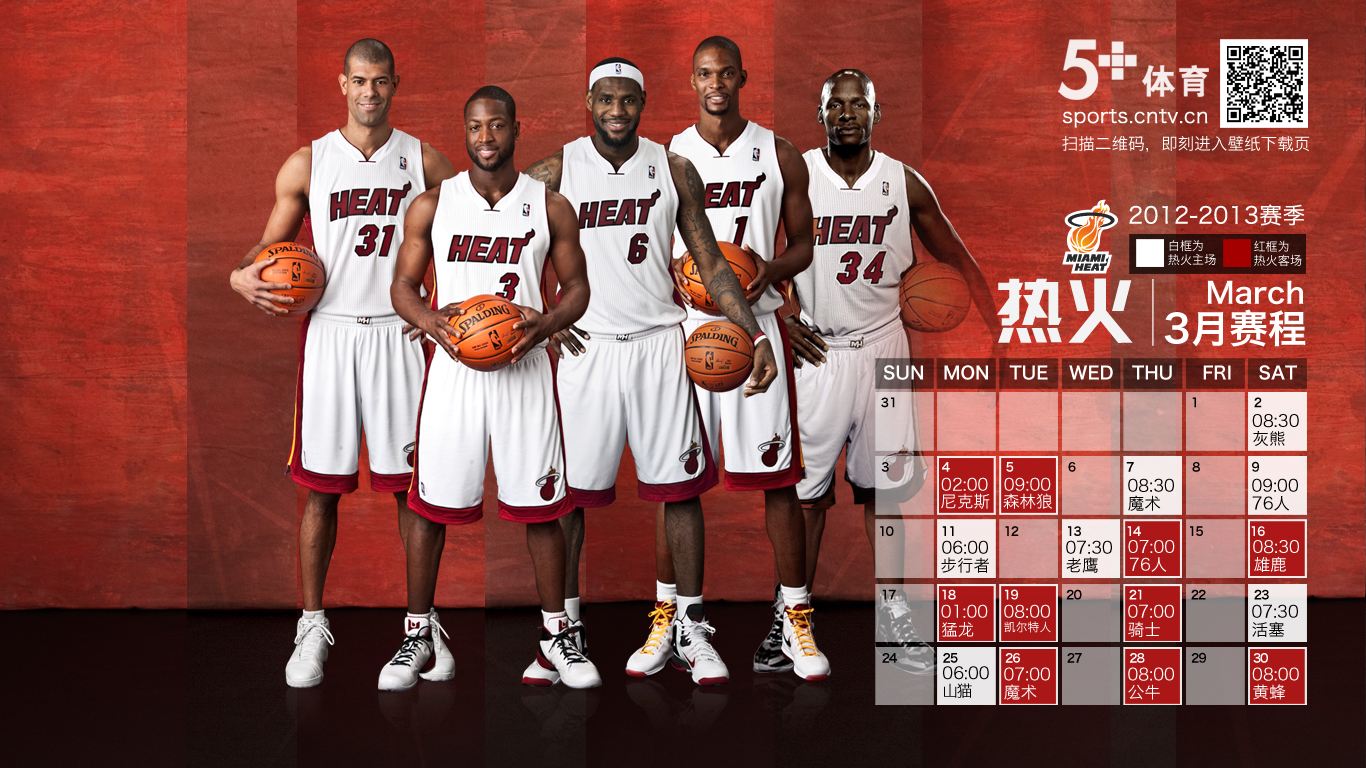 5+ 体育
sports.cntv.cn
扫描二维码，即刻进入壁纸下载页
MIAMI HEAT
2012-2013赛季
白框为
热火主场
红框为
热火客场
热火
March
3月赛程
HEAT
31
HEAT
3
HEAT
6
HEAT
1
HEAT
34
SPALDING
SPALDING
SPALDING
SUN MON TUE WED THU FRI SAT
31 1 2
08:30
灰熊
3 4 5 6 7 8 9
02:00 09:00 08:30 09:00
尼克斯 森林狼 魔术 76人
10 11 12 13 14 15 16
06:00 07:30 07:00 08:30
步行者 老鹰 76人 雄鹿
17 18 19 20 21 22 23
01:00 08:00 07:00 07:30
猛龙 凯尔特人 骑士 活塞
24 25 26 27 28 29 30
06:00 07:00 08:00 08:00
山猫 魔术 公牛 黄蜂